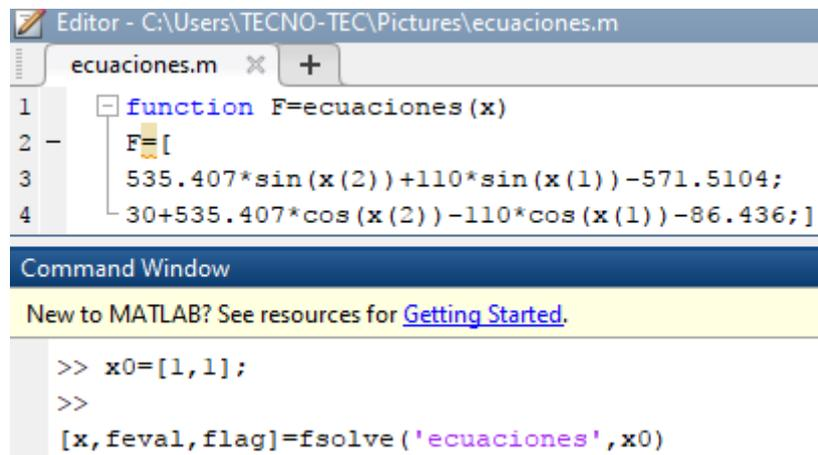 Editor - C:\Users\TECNO-TEC\Pictures\ecuaciones.m
ecuaciones.m × +
1 function F=ecuaciones(x)
2 - F=[
3 535.407*sin(x(2))+110*sin(x(1))-571.5104;
4 30+535.407*cos(x(2))-110*cos(x(1))-86.436;]
Command Window
New to MATLAB? See resources for Getting Started.
>> x0=[1,1];
>>
[x,feval,flag]=fsolve('ecuaciones',x0)